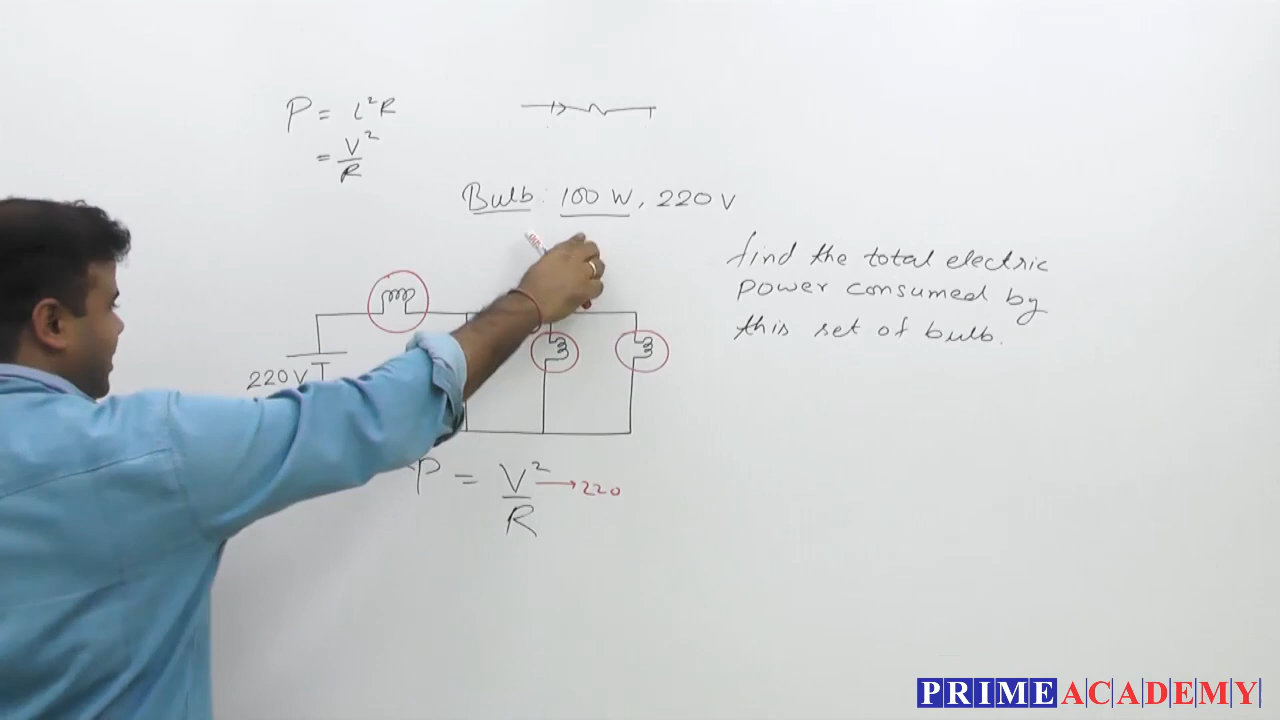 P = i²R
= V²/R
Bulb : 100 W, 220 V
find the total electric
power consumed by
this set of bulb.
220V
P = V²/R → 220
PRIME ACADEMY